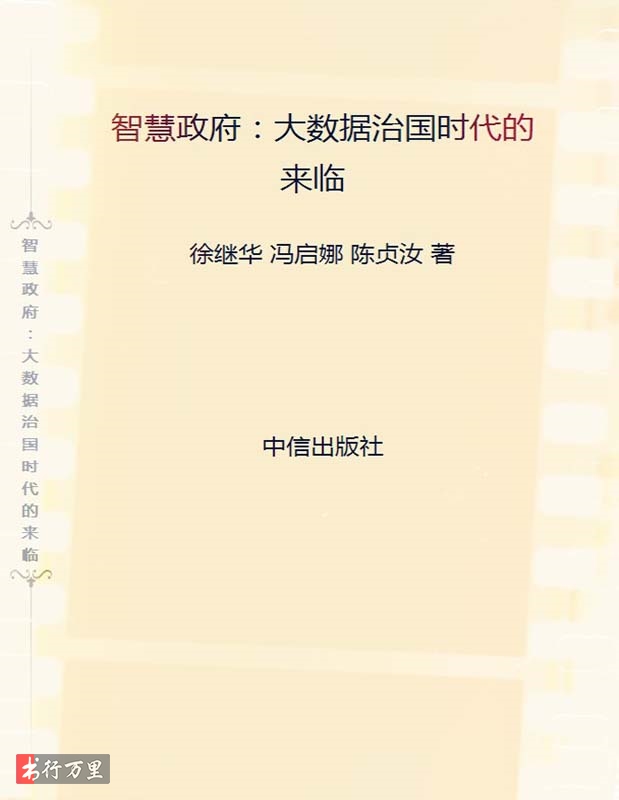 智慧政府：大数据治国时代的
来临
徐继华 冯启娜 陈贞汝 著
中信出版社
智慧政府：大数据治国时代的来临
书行万里